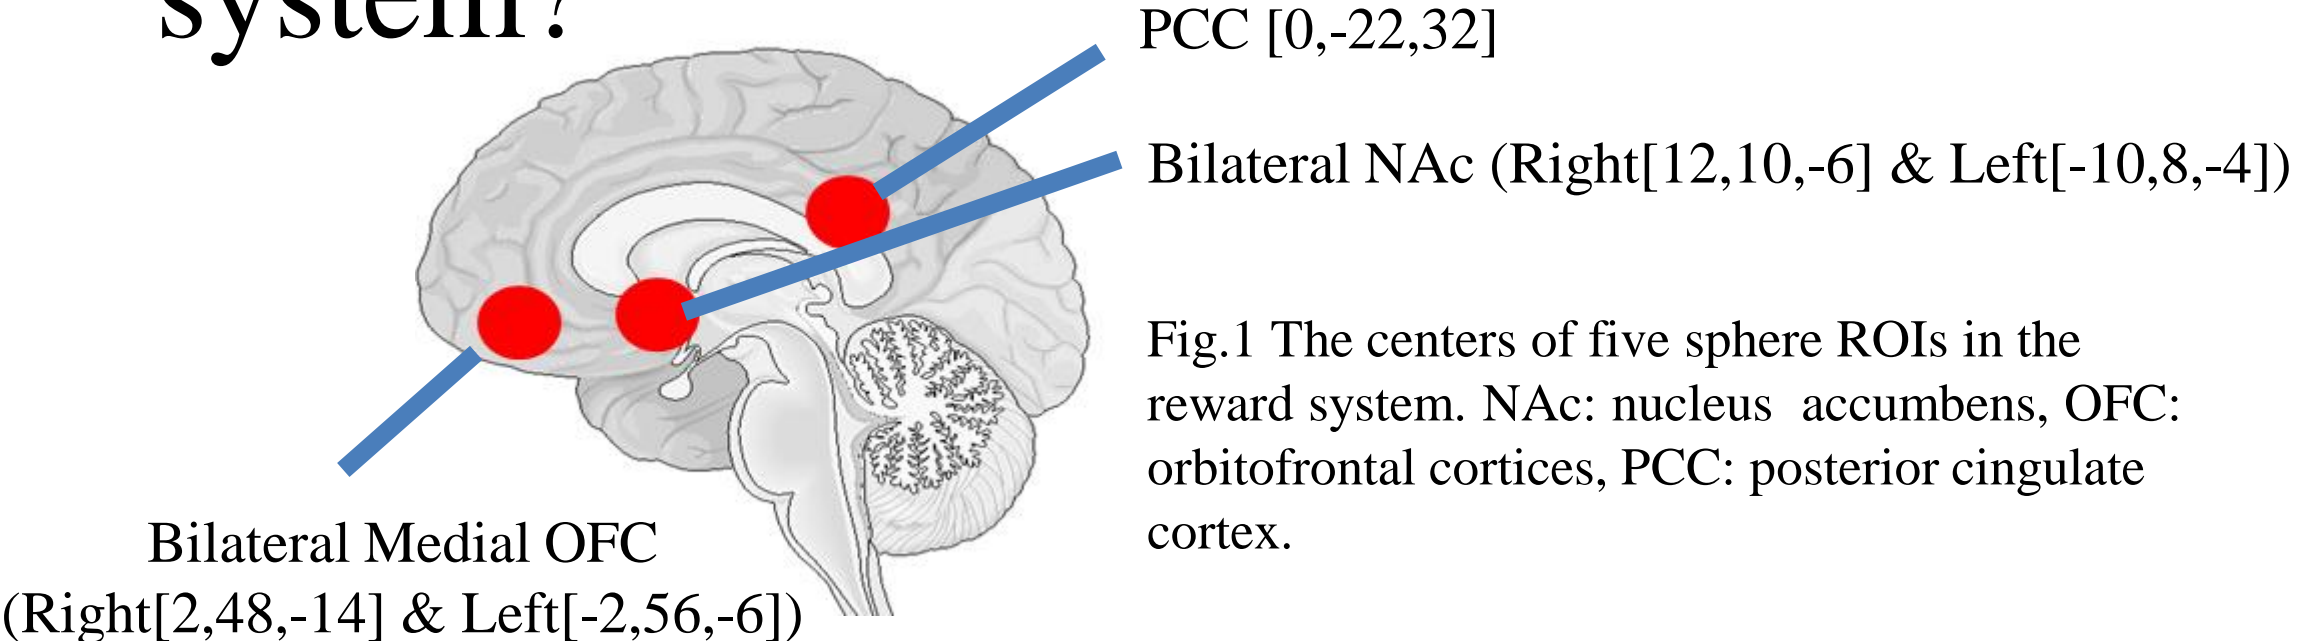 system?
PCC [0,-22,32]
Bilateral NAc (Right[12,10,-6] & Left[-10,8,-4])
Fig.1 The centers of five sphere ROIs in the
reward system. NAc: nucleus accumbens, OFC:
orbitofrontal cortices, PCC: posterior cingulate
cortex.
Bilateral Medial OFC
(Right[2,48,-14] & Left[-2,56,-6])